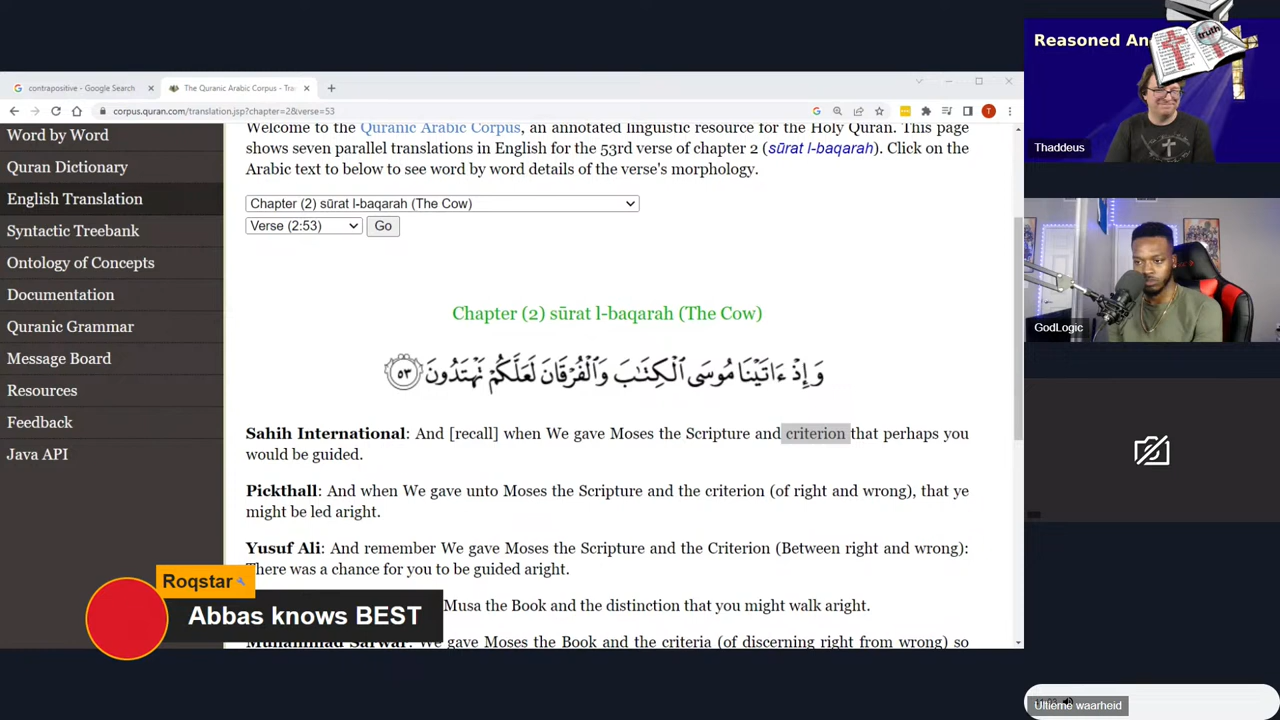 contrapositive - Google Search
The Quranic Arabic Corpus - Tra
corpus.quran.com/translation.jsp?chapter=2&verse=53
T
Word by Word
Quran Dictionary
English Translation
Syntactic Treebank
Ontology of Concepts
Documentation
Quranic Grammar
Message Board
Resources
Feedback
Java API
Welcome to the Quranic Arabic Corpus, an annotated linguistic resource for the Holy Quran. This page
shows seven parallel translations in English for the 53rd verse of chapter 2 (sūrat l-baqarah). Click on the
Arabic text to below to see word by word details of the verse's morphology.
Chapter (2) sūrat l-baqarah (The Cow)
Verse (2:53)
Go
Chapter (2) sūrat l-baqarah (The Cow)
وَإِذْ ءَاتَيْنَا مُوسَى ٱلْكِتَـٰبَ وَٱلْفُرْقَانَ لَعَلَّكُمْ تَهْتَدُونَ ﴿٥٣﴾
Sahih International: And [recall] when We gave Moses the Scripture and criterion that perhaps you
would be guided.
Pickthall: And when We gave unto Moses the Scripture and the criterion (of right and wrong), that ye
might be led aright.
Yusuf Ali: And remember We gave Moses the Scripture and the Criterion (Between right and wrong):
There was a chance for you to be guided aright.
Musa the Book and the distinction that you might walk aright.
Muhammad Sarwar: We gave Moses the Book and the criteria (of discerning right from wrong) so
Roqstar
Abbas knows BEST
Reasoned An
truth
Thaddeus
GodLogic
Ultieme waarheid